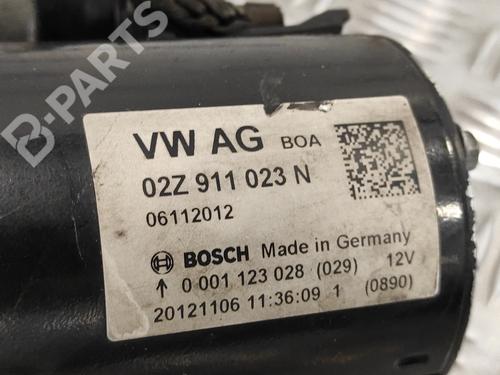 B-PARTS
VW AG BOA
02Z 911 023 N
06112012
BOSCH Made in Germany
↑ 0 001 123 028 (029) 12V
20121106 11:36:09 1 (0890)